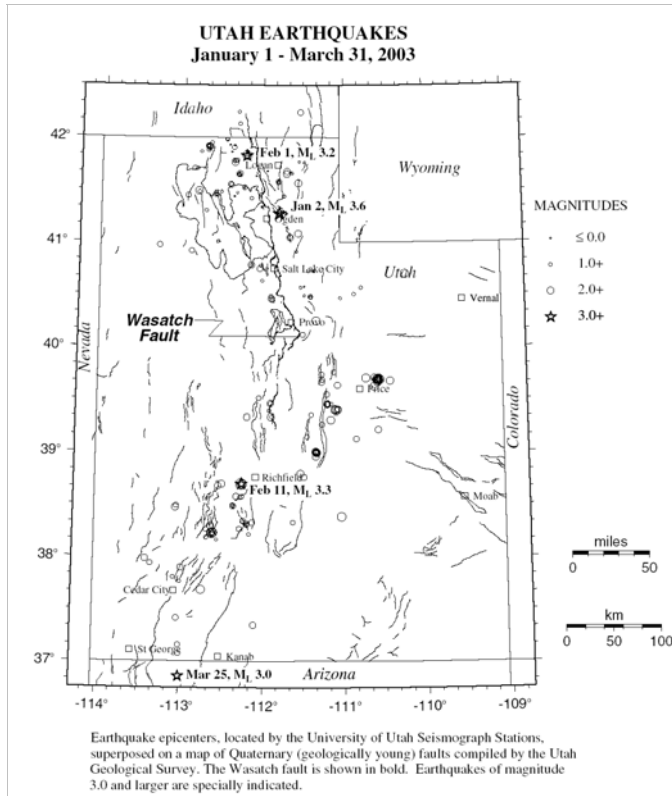 UTAH EARTHQUAKES
January 1 - March 31, 2003
Idaho
42°
Feb 1, M_L 3.2
Logan
Wyoming
Jan 2, M_L 3.6
Ogden
MAGNITUDES
≤ 0.0
41°
1.0+
Salt Lake City
Utah
2.0+
Vernal
3.0+
Wasatch
Fault
Provo
40°
Nevada
Price
Colorado
39°
Richfield
Feb 11, M_L 3.3
Moab
miles
38°
0 50
Cedar City
km
St George
0 50 100
37°
Kanab
Mar 25, M_L 3.0
Arizona
-114° -113° -112° -111° -110° -109°
Earthquake epicenters, located by the University of Utah Seismograph Stations,
superposed on a map of Quaternary (geologically young) faults compiled by the Utah
Geological Survey. The Wasatch fault is shown in bold. Earthquakes of magnitude
3.0 and larger are specially indicated.